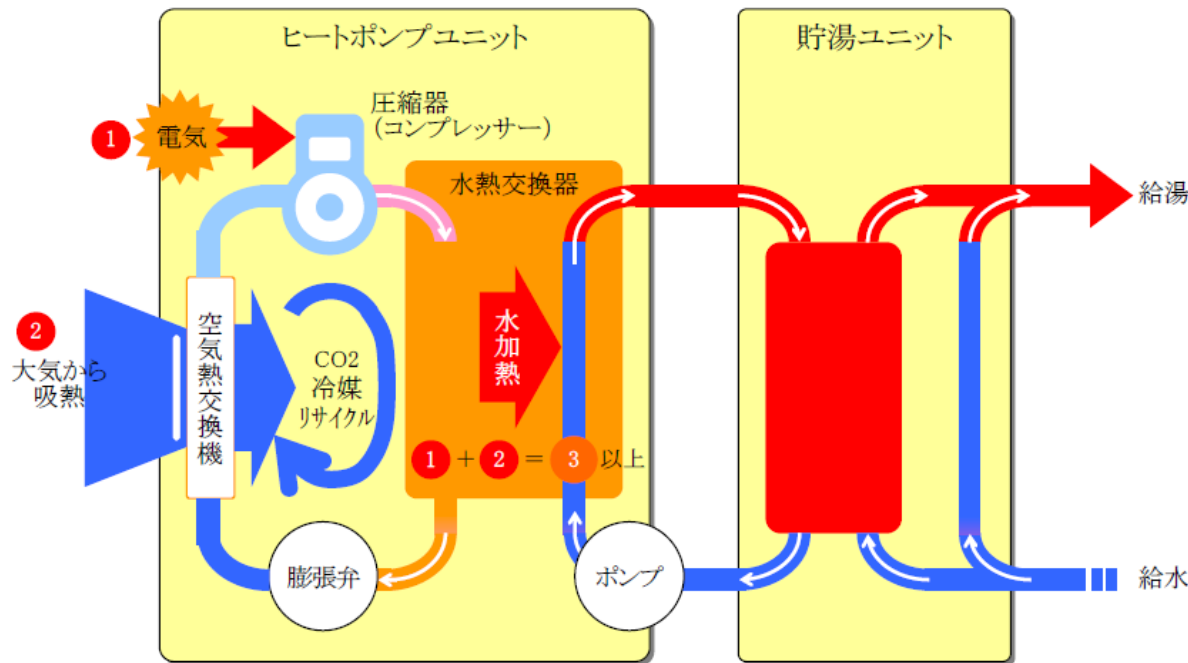 ヒートポンプユニット
貯湯ユニット
圧縮器
(コンプレッサー)
1
電気
水熱交換器
給湯
2
大気から
吸熱
空気熱交換機
CO2
冷媒
リサイクル
水加熱
1 + 2 = 3 以上
膨張弁
ポンプ
給水